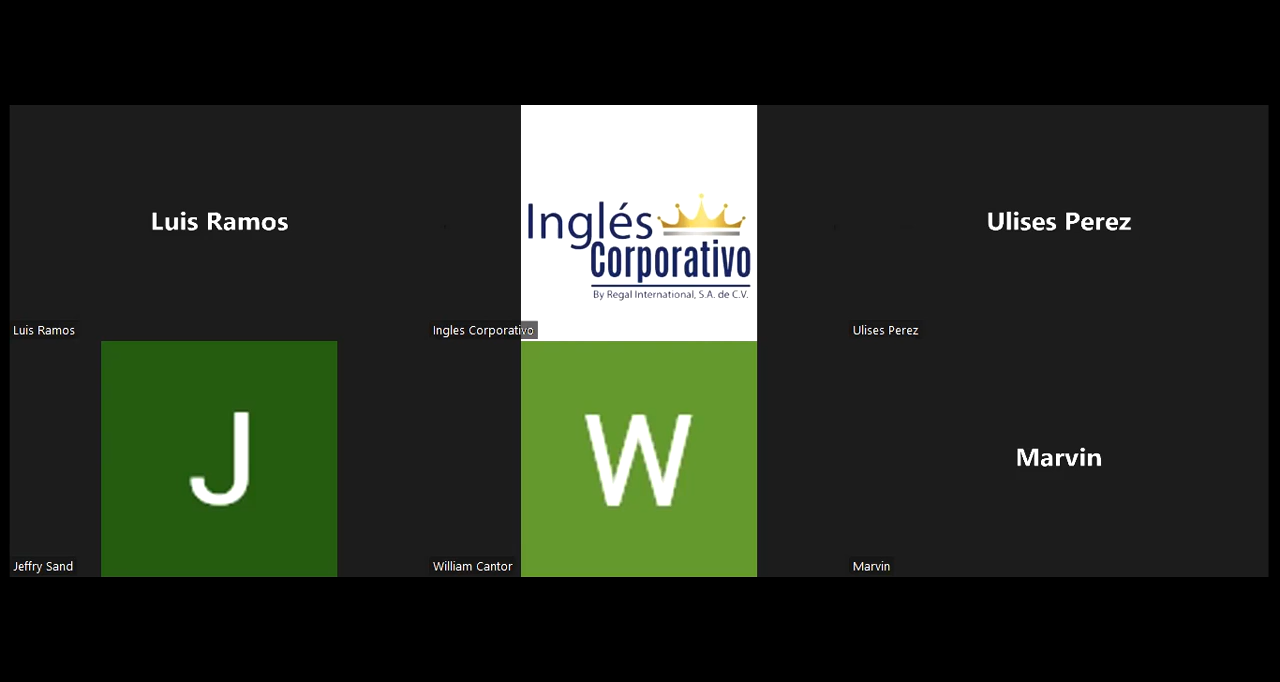 Luis Ramos
Luis Ramos
Inglés
Corporativo
By Regal International, S.A. de C.V.
Ingles Corporativo
Ulises Perez
Ulises Perez
J
Jeffry Sand
W
William Cantor
Marvin
Marvin